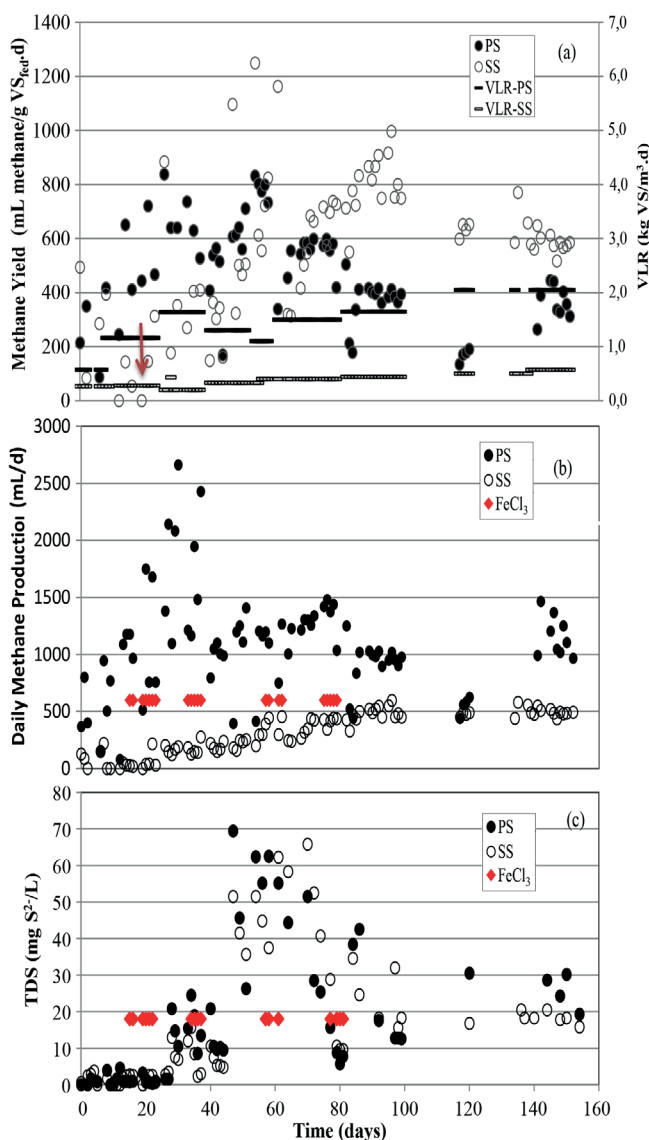 (a)
PS
SS
VLR-PS
VLR-SS
Methane Yield (mL methane/g VS fed.d)
1400
1200
1000
800
600
400
200
0
7,0
6,0
5,0
4,0
3,0
2,0
1,0
0,0
VLR (kg VS/m³.d)
(b)
PS
SS
FeCl₃
Daily Methane Production (mL/d)
3000
2500
2000
1500
1000
500
0
(c)
PS
SS
FeCl₃
TDS (mg S²⁻/L)
80
70
60
50
40
30
20
10
0
0 20 40 60 80 100 120 140 160
Time (days)